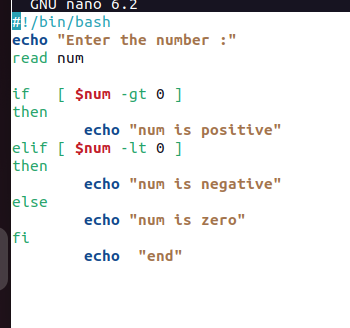 GNU nano 6.2
#!/bin/bash
echo "Enter the number :"
read num
if   [ $num -gt 0 ]
then
        echo "num is positive"
elif [ $num -lt 0 ]
then
        echo "num is negative"
else
        echo "num is zero"
fi
        echo  "end"